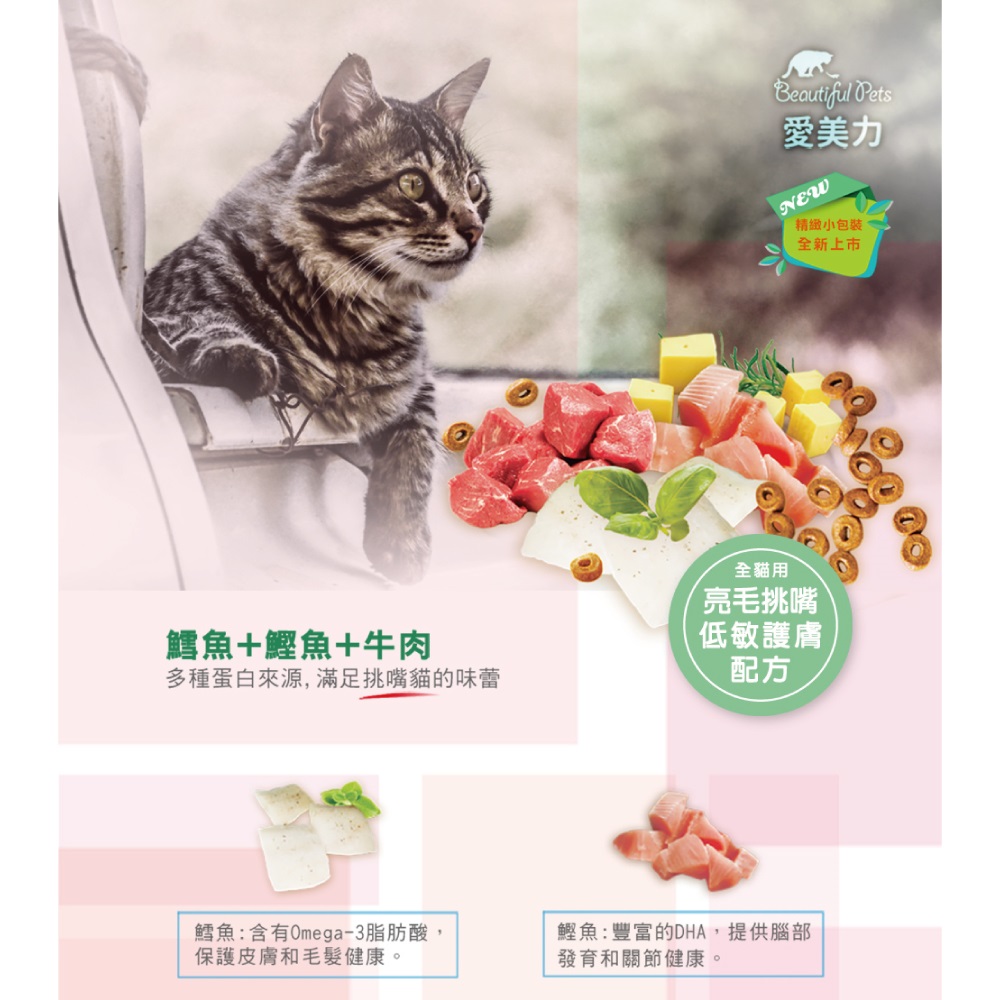 Beautiful Pets
愛美力
NEW
精緻小包裝
全新上市
全貓用
亮毛挑嘴
低敏護膚
配方
鱈魚+鰹魚+牛肉
多種蛋白來源,滿足挑嘴貓的味蕾
鱈魚:含有Omega-3脂肪酸，
保護皮膚和毛髮健康。
鰹魚:豐富的DHA，提供腦部
發育和關節健康。